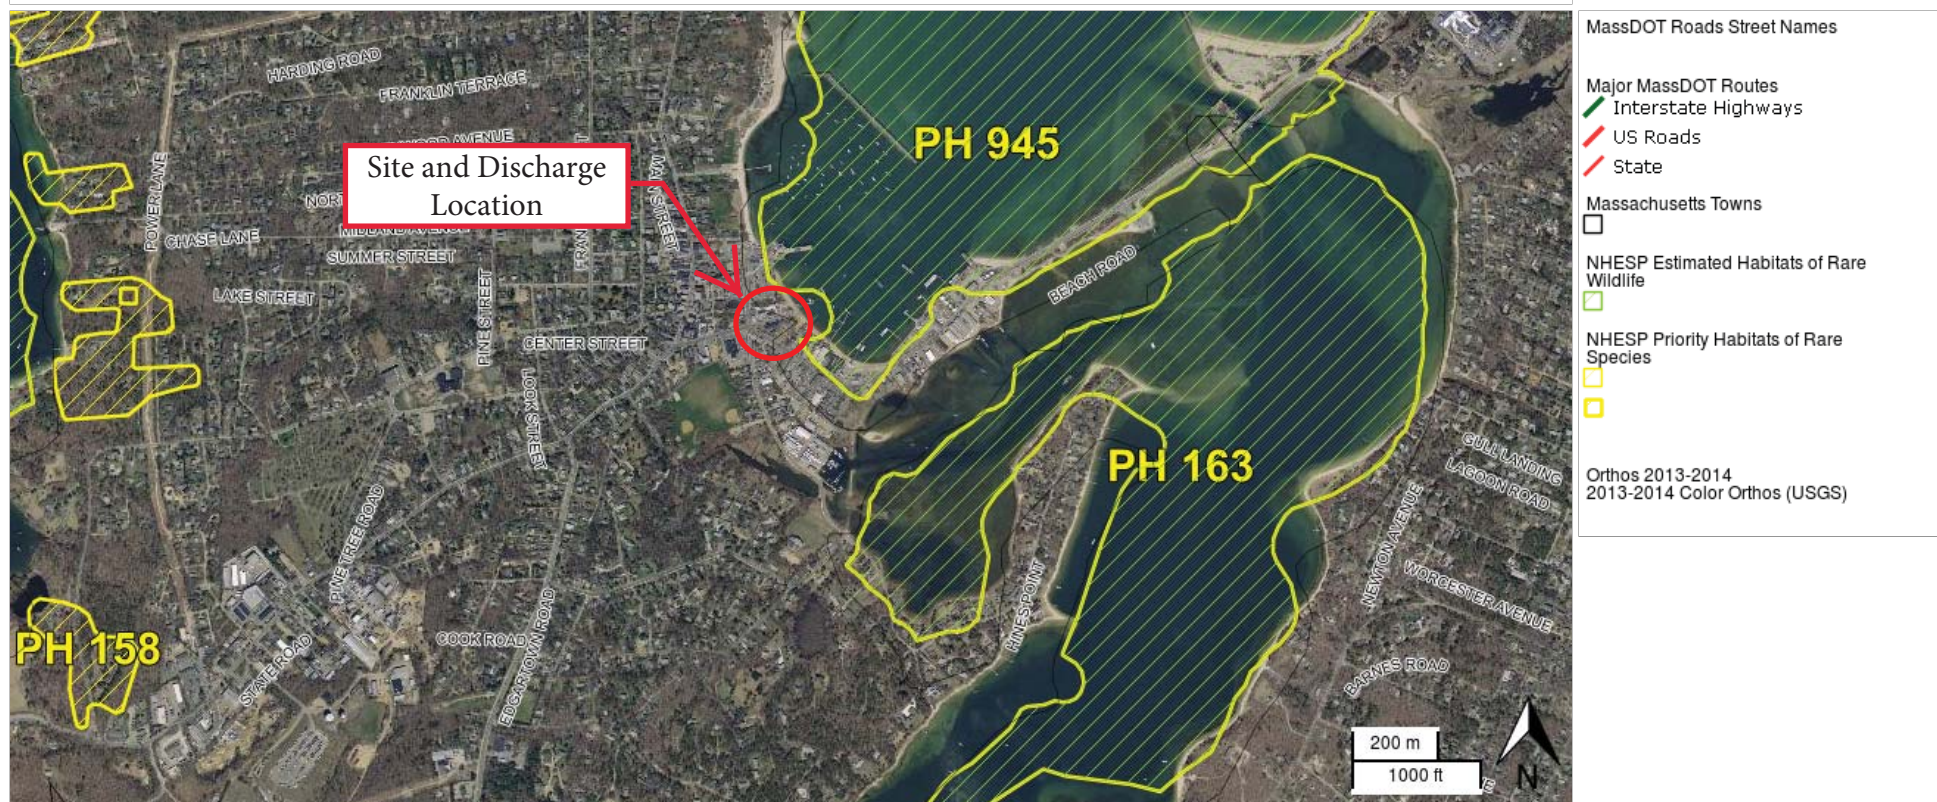 HARDING ROAD
FRANKLIN TERRACE
WOOD AVENUE
PH 945
Site and Discharge
Location
MAIN STREET
POWER LANE
CHASE LANE
SUMMER STREET
LAKE STREET
PINE STREET
CENTER STREET
BEACH ROAD
LOOK STREET
PH 163
GULL LANDING
LAGOON ROAD
PINE TREE ROAD
NEWTON AVENUE
WORCESTER AVENUE
HINES POINT
EDGARTOWN ROAD
COOK ROAD
PH 158
STATE ROAD
BARNES ROAD
200 m
1000 ft
N
MassDOT Roads Street Names
Major MassDOT Routes
Interstate Highways
US Roads
State
Massachusetts Towns
NHESP Estimated Habitats of Rare
Wildlife
NHESP Priority Habitats of Rare
Species
Orthos 2013-2014
2013-2014 Color Orthos (USGS)